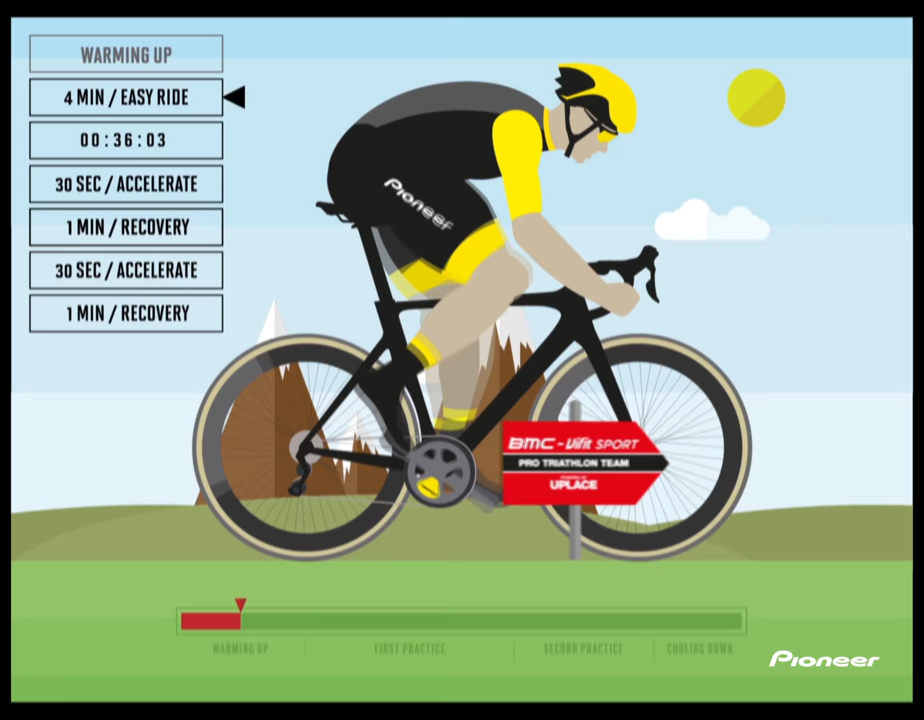 WARMING UP
4 MIN / EASY RIDE
00:36:03
30 SEC / ACCELERATE
1 MIN / RECOVERY
30 SEC / ACCELERATE
1 MIN / RECOVERY
Pioneer
BMC - ViFit SPORT
PRO TRIATHLON TEAM
POWERED BY
UPLACE
WARMING UP
FIRST PRACTICE
SECOND PRACTICE
COOLING DOWN
Pioneer